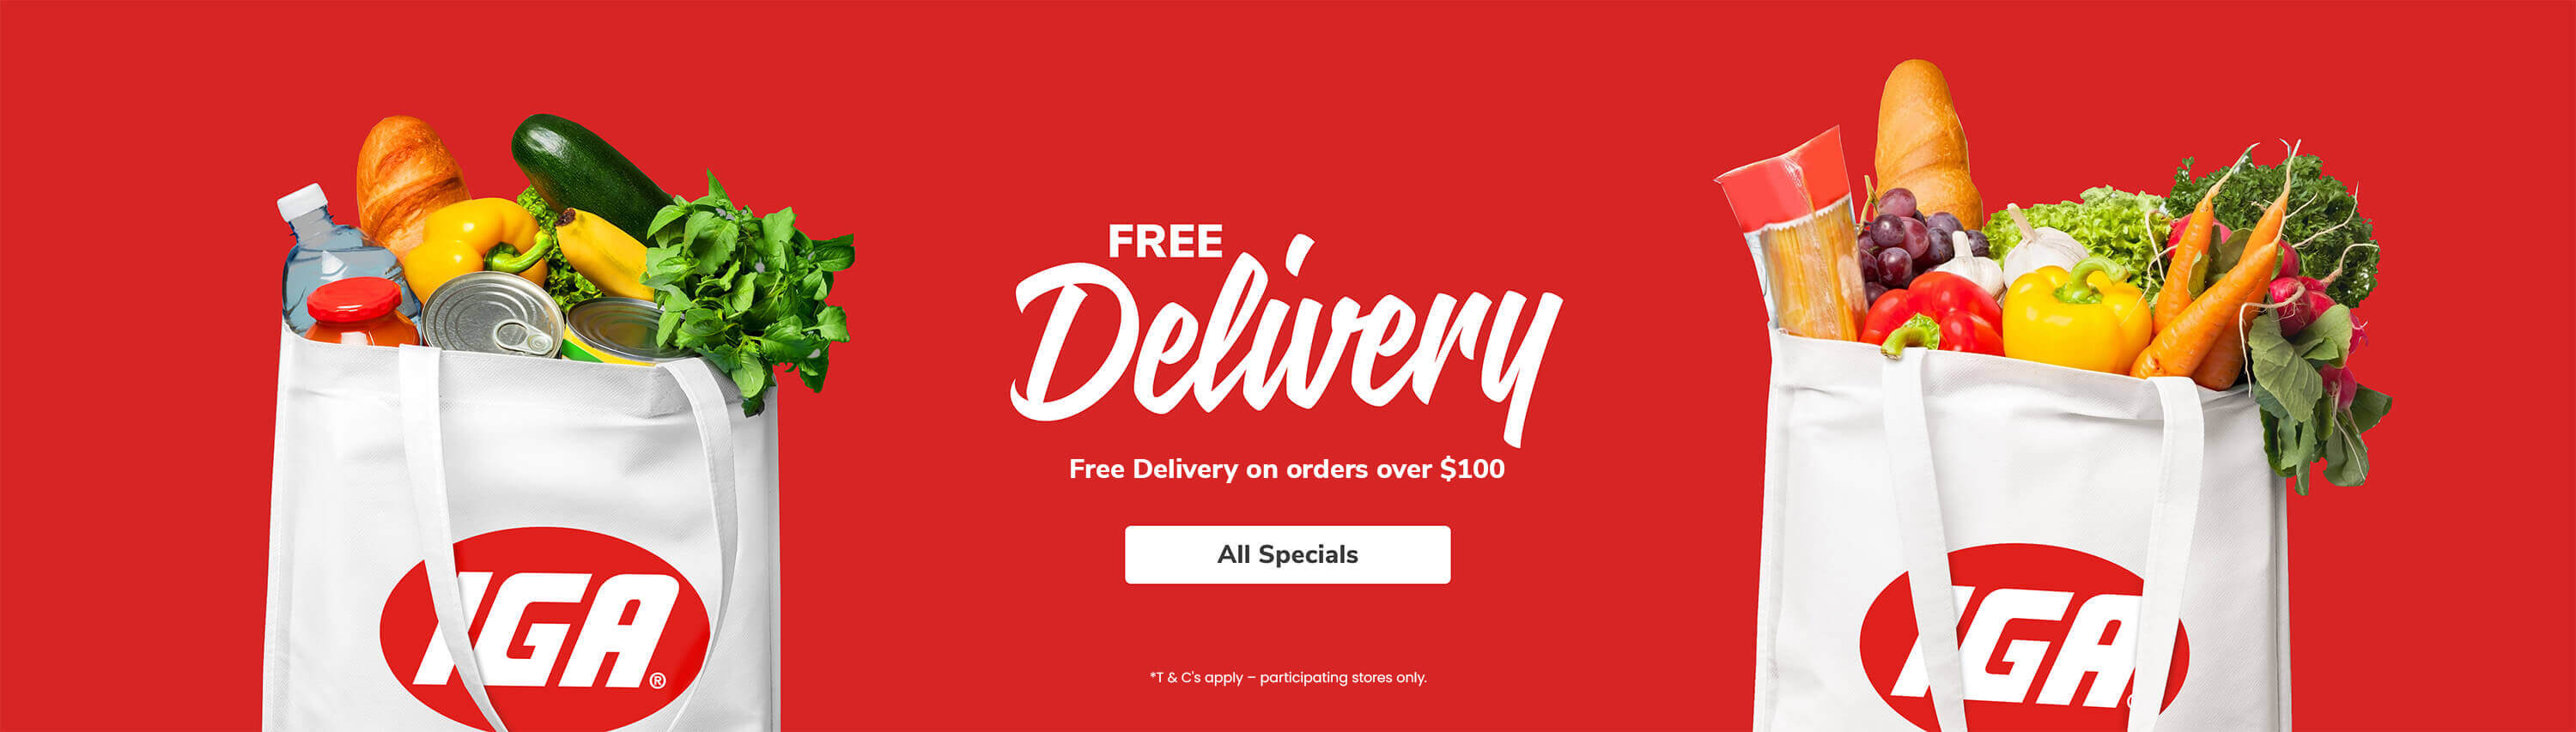 FREE
Delivery
Free Delivery on orders over $100
All Specials
*T & C's apply – participating stores only.
IGA®
IGA